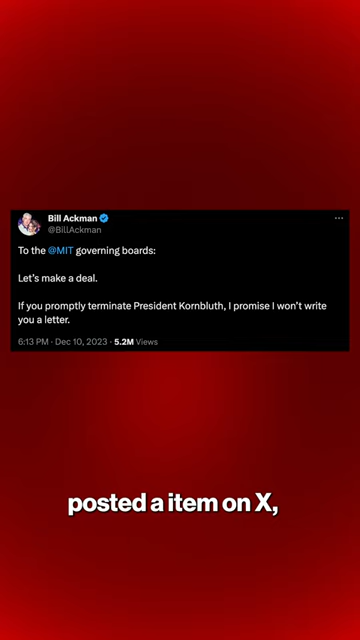 Bill Ackman
@BillAckman
To the @MIT governing boards:
Let's make a deal.
If you promptly terminate President Kornbluth, I promise I won't write
you a letter.
6:13 PM · Dec 10, 2023 · 5.2M Views
posted a item on X,